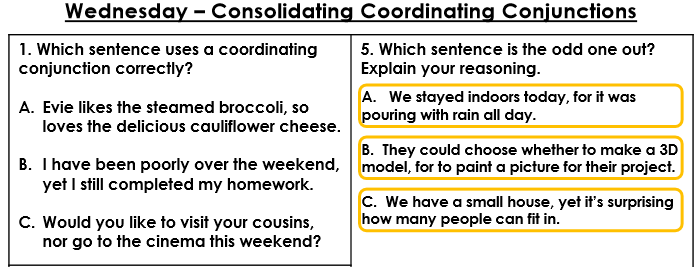 Wednesday – Consolidating Coordinating Conjunctions
1. Which sentence uses a coordinating
conjunction correctly?
A. Evie likes the steamed broccoli, so
loves the delicious cauliflower cheese.
B. I have been poorly over the weekend,
yet I still completed my homework.
C. Would you like to visit your cousins,
nor go to the cinema this weekend?
5. Which sentence is the odd one out?
Explain your reasoning.
A. We stayed indoors today, for it was
pouring with rain all day.
B. They could choose whether to make a 3D
model, for to paint a picture for their project.
C. We have a small house, yet it's surprising
how many people can fit in.